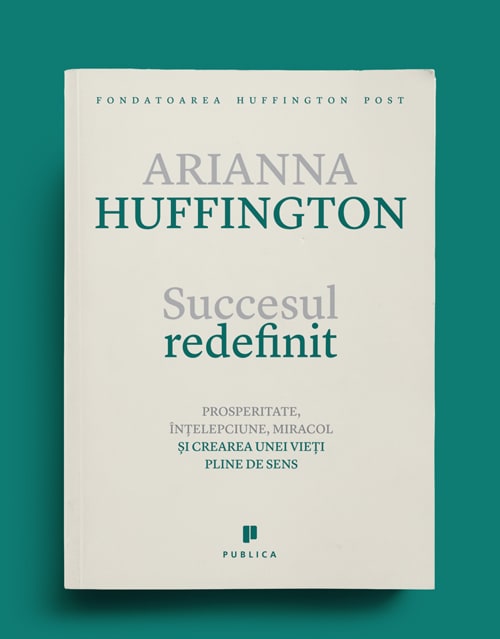 FONDATOAREA HUFFINGTON POST
ARIANNA
HUFFINGTON
Succesul
redefinit
PROSPERITATE,
ÎNȚELEPCIUNE, MIRACOL
ȘI CREAREA UNEI VIEȚI
PLINE DE SENS
PUBLICA